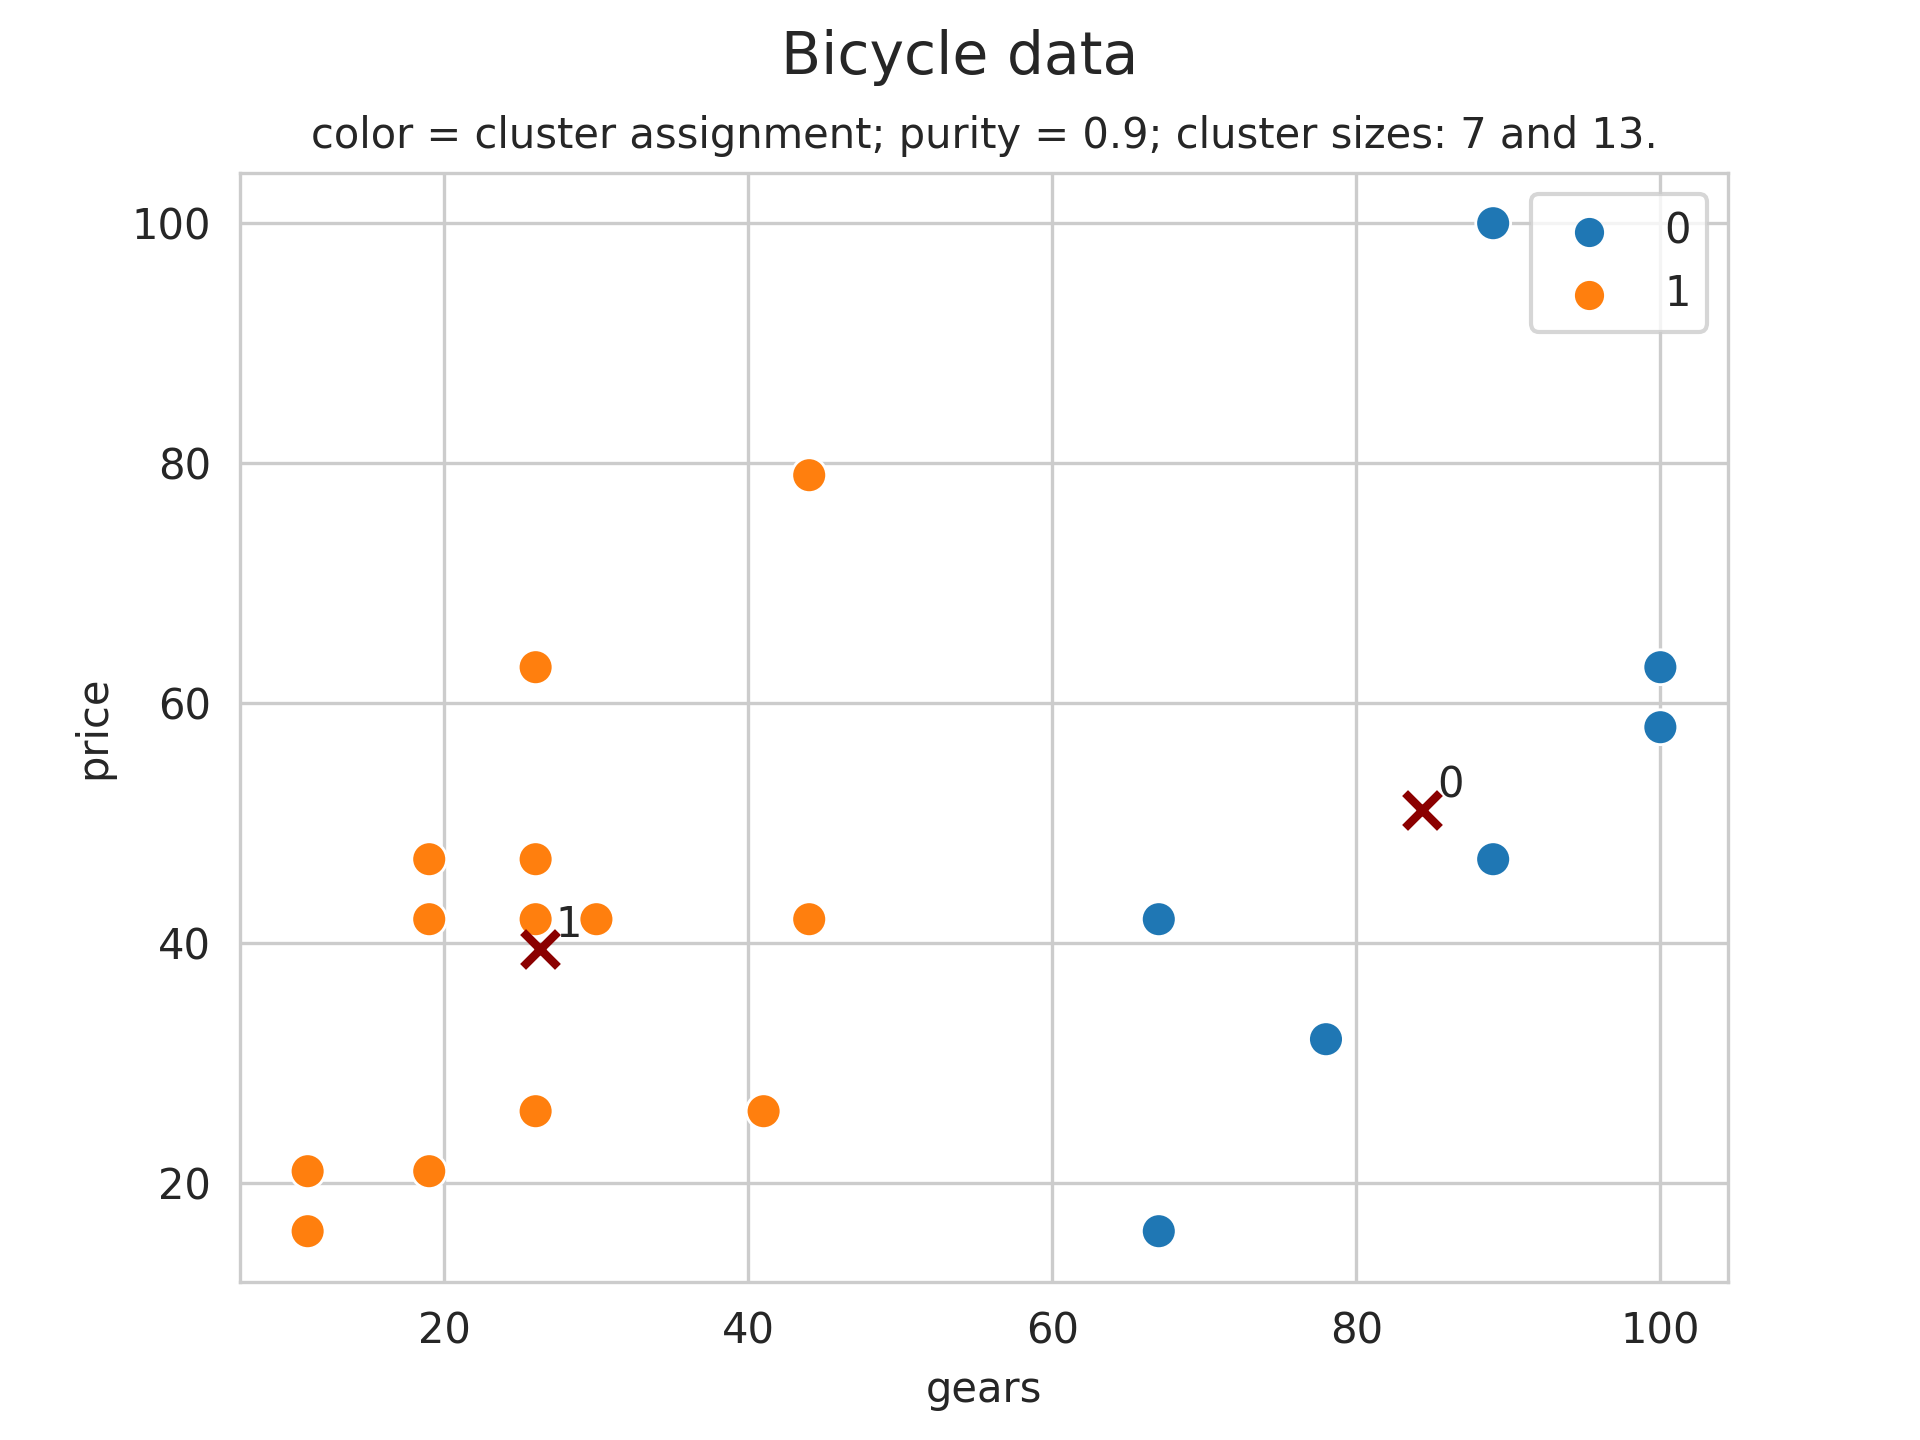 Bicycle data
color = cluster assignment; purity = 0.9; cluster sizes: 7 and 13.
0
1
100
80
60
40
20
price
0
1
20 40 60 80 100
gears